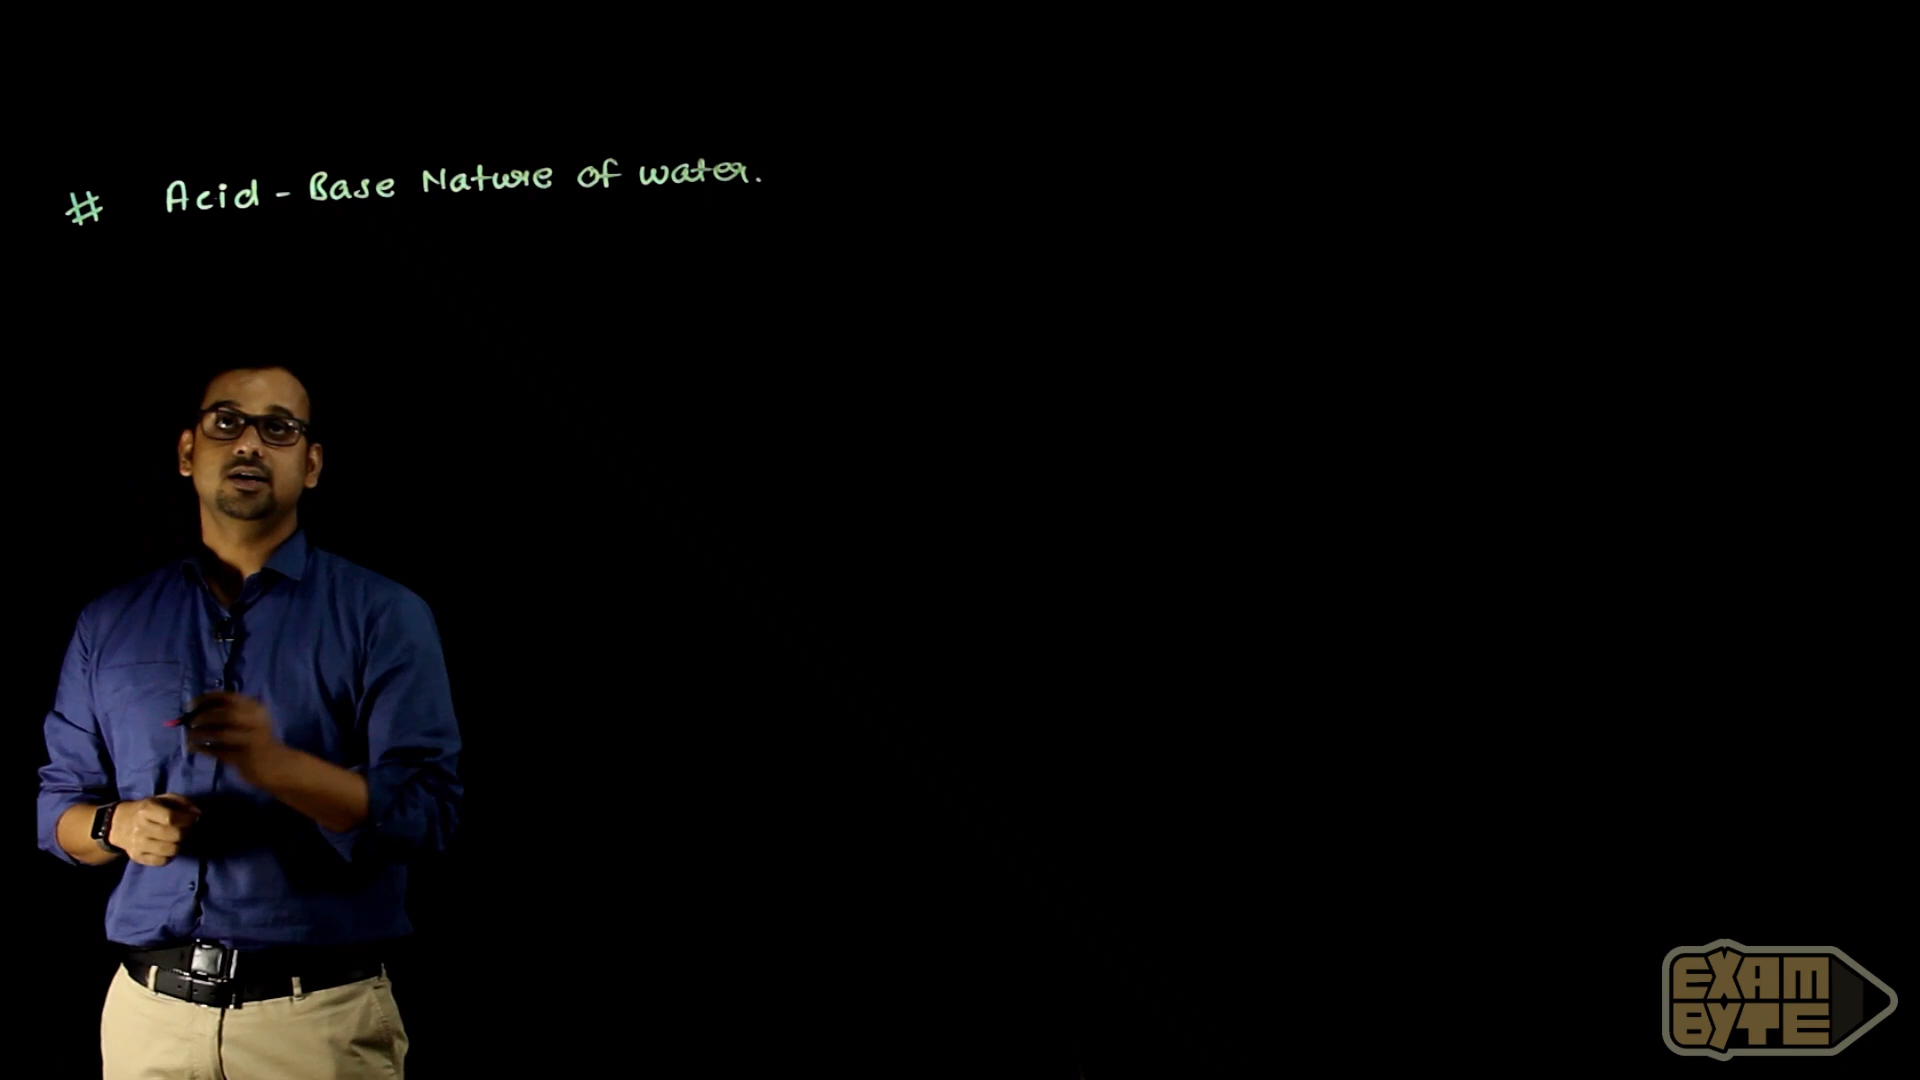 # Acid - Base Nature of water.
EXAM
BYTE